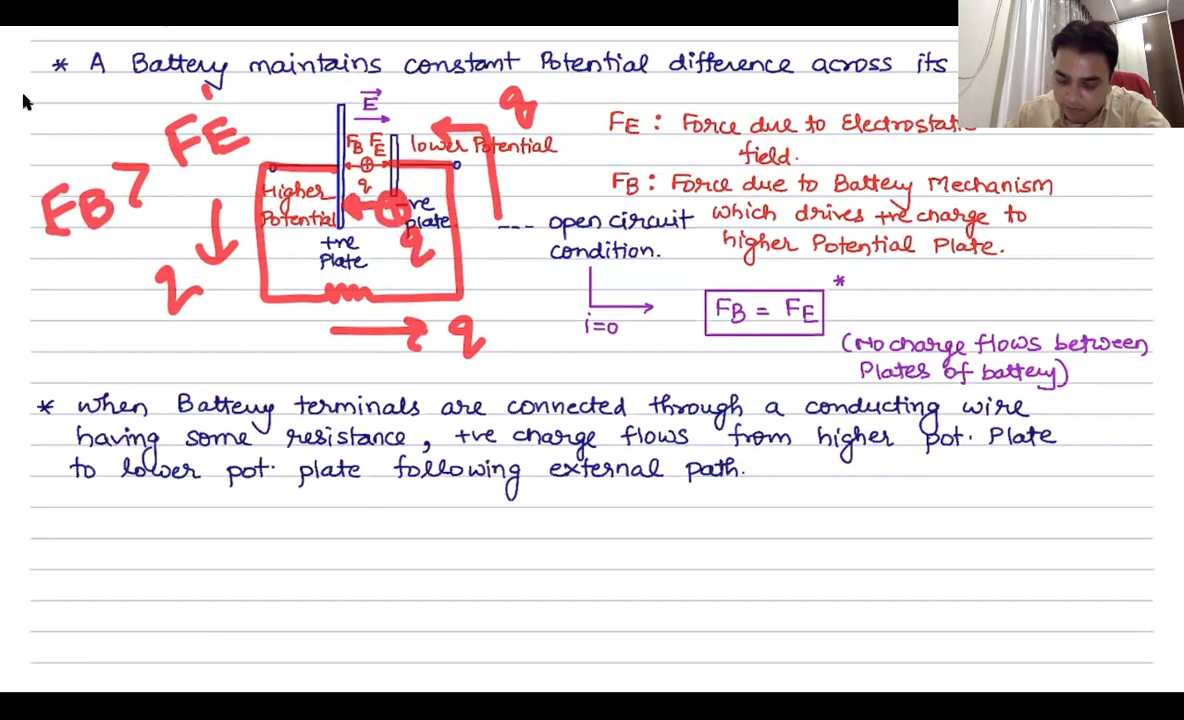 * A Battery maintains constant Potential difference across its
E
FE
FB >
q
FB FE
q
Higher
Potential
+ve
Plate
lower Potential
-ve
plate
q
q
q
FE : Force due to Electrostat
field.
FB : Force due to Battery Mechanism
which drives +ve charge to
higher Potential Plate.
--- open circuit
condition.
i=0
FB = FE
*
(No charge flows between
Plates of battery)
* when Battery terminals are connected through a conducting wire
having some resistance, +ve charge flows from higher pot. Plate
to lower pot. plate following external path.